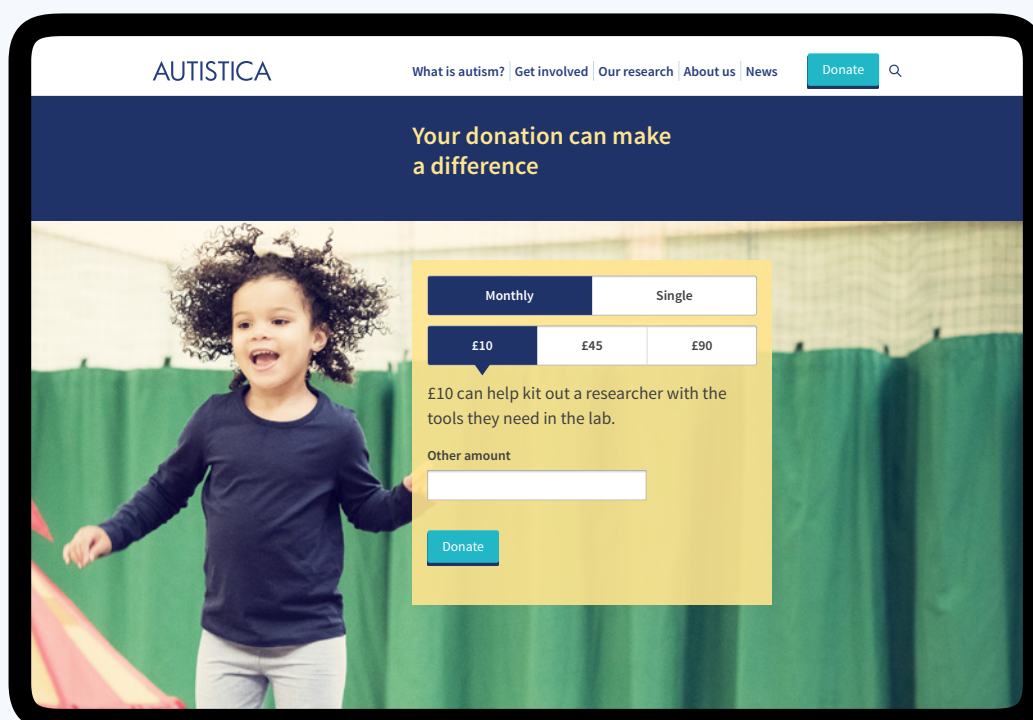 AUTISTICA
What is autism? Get involved Our research About us News Donate
Your donation can make
a difference
Monthly Single
£10 £45 £90
£10 can help kit out a researcher with the
tools they need in the lab.
Other amount
Donate